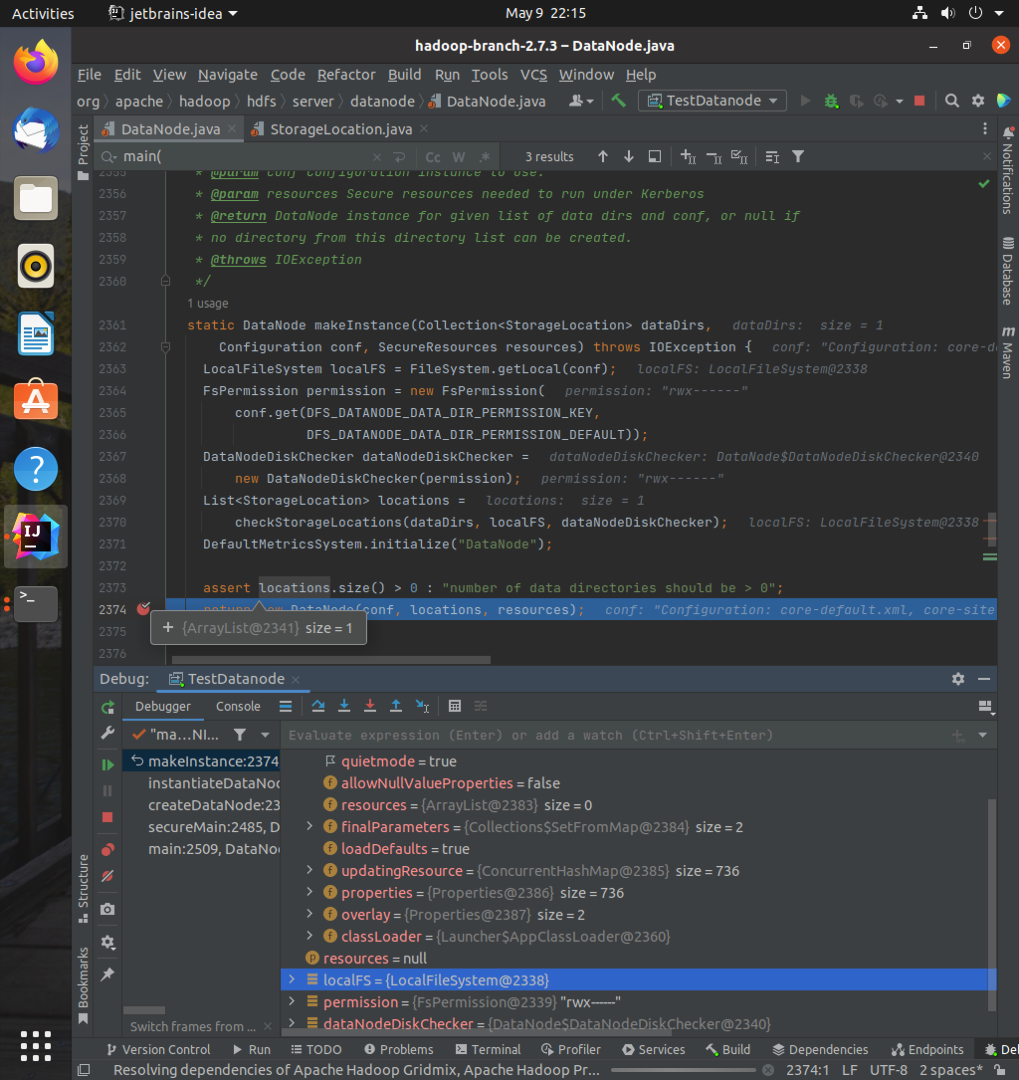 Activities
jetbrains-idea
May 9 22:15
hadoop-branch-2.7.3 – DataNode.java
File Edit View Navigate Code Refactor Build Run Tools VCS Window Help
org apache hadoop hdfs server datanode DataNode.java TestDatanode
Project
DataNode.java StorageLocation.java
main( Cc W .* 3 results
2355 * @param conf Configuration instance to use.
2356 * @param resources Secure resources needed to run under Kerberos
2357 * @return DataNode instance for given list of data dirs and conf, or null if
2358 * no directory from this directory list can be created.
2359 * @throws IOException
2360 */
1 usage
2361 static DataNode makeInstance(Collection<StorageLocation> dataDirs, dataDirs: size = 1
2362 Configuration conf, SecureResources resources) throws IOException { conf: "Configuration: core-d
2363 LocalFileSystem localFS = FileSystem.getLocal(conf); localFS: LocalFileSystem@2338
2364 FsPermission permission = new FsPermission( permission: "rwx------"
2365 conf.get(DFS_DATANODE_DATA_DIR_PERMISSION_KEY,
2366 DFS_DATANODE_DATA_DIR_PERMISSION_DEFAULT));
2367 DataNodeDiskChecker dataNodeDiskChecker = dataNodeDiskChecker: DataNode$DataNodeDiskChecker@2340
2368 new DataNodeDiskChecker(permission); permission: "rwx------"
2369 List<StorageLocation> locations = locations: size = 1
2370 checkStorageLocations(dataDirs, localFS, dataNodeDiskChecker); localFS: LocalFileSystem@2338
2371 DefaultMetricsSystem.initialize("DataNode");
2372
2373 assert locations.size() > 0 : "number of data directories should be > 0";
2374 return new DataNode(conf, locations, resources); conf: "Configuration: core-default.xml, core-site
2375
+ {ArrayList@2341} size = 1
2376
Notifications
Database
m Maven
Debug: TestDatanode
Debugger Console
"ma...NI...
Evaluate expression (Enter) or add a watch (Ctrl+Shift+Enter)
makeInstance:2374
instantiateDataNod
createDataNode:23
secureMain:2485, D
main:2509, DataNo
quietmode = true
allowNullValueProperties = false
resources = {ArrayList@2383} size = 0
finalParameters = {Collections$SetFromMap@2384} size = 2
loadDefaults = true
updatingResource = {ConcurrentHashMap@2385} size = 736
properties = {Properties@2386} size = 736
overlay = {Properties@2387} size = 2
classLoader = {Launcher$AppClassLoader@2360}
resources = null
localFS = {LocalFileSystem@2338}
permission = {FsPermission@2339} "rwx------"
dataNodeDiskChecker = {DataNode$DataNodeDiskChecker@2340}
Structure
Bookmarks
Switch frames from ...
Version Control Run TODO Problems Terminal Profiler Services Build Dependencies Endpoints De
Resolving dependencies of Apache Hadoop Gridmix, Apache Hadoop Pr... 2374:1 LF UTF-8 2 spaces*